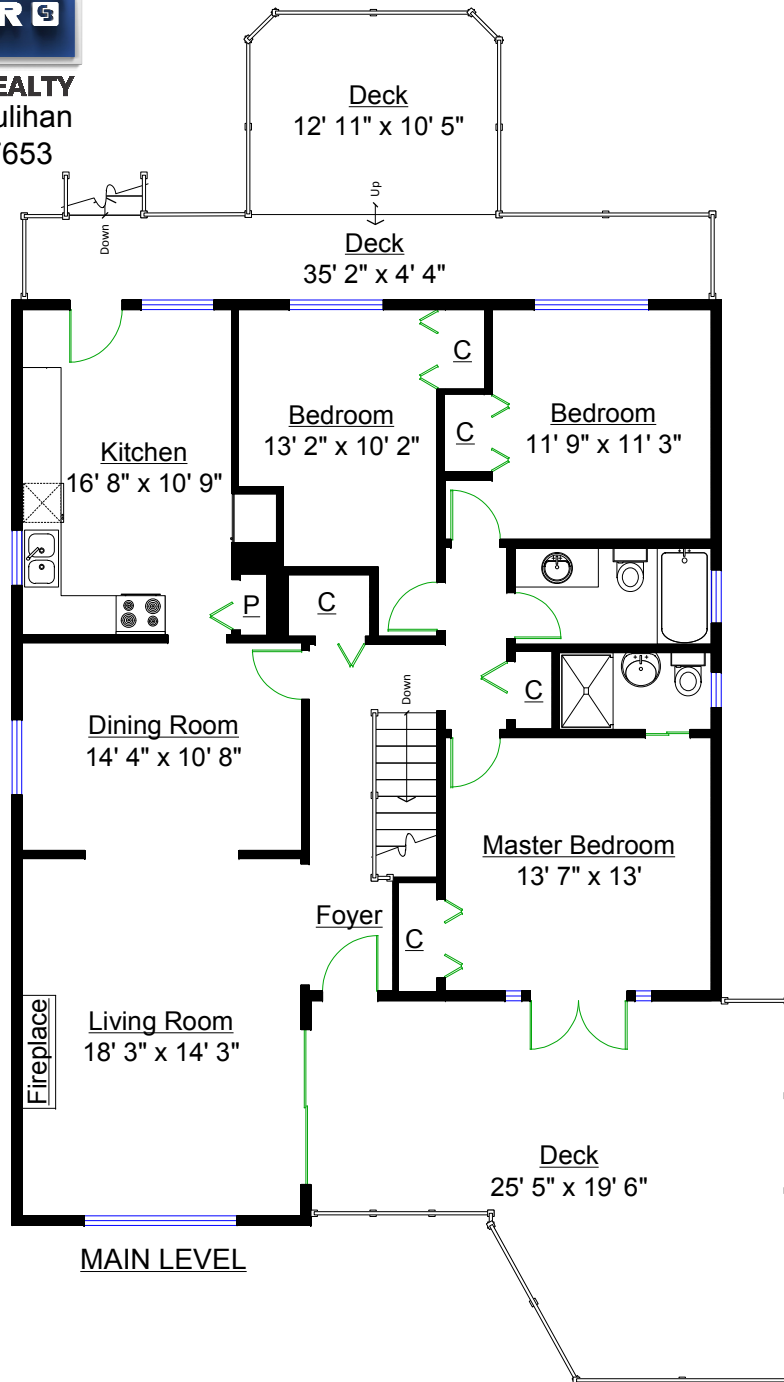 R
EALTY
ulihan
7653
Deck
12' 11" x 10' 5"
Up
Down
Deck
35' 2" x 4' 4"
C
C
Bedroom
13' 2" x 10' 2"
Bedroom
11' 9" x 11' 3"
Kitchen
16' 8" x 10' 9"
P
C
C
Down
Dining Room
14' 4" x 10' 8"
Master Bedroom
13' 7" x 13'
Foyer
C
Fireplace
Living Room
18' 3" x 14' 3"
Deck
25' 5" x 19' 6"
MAIN LEVEL